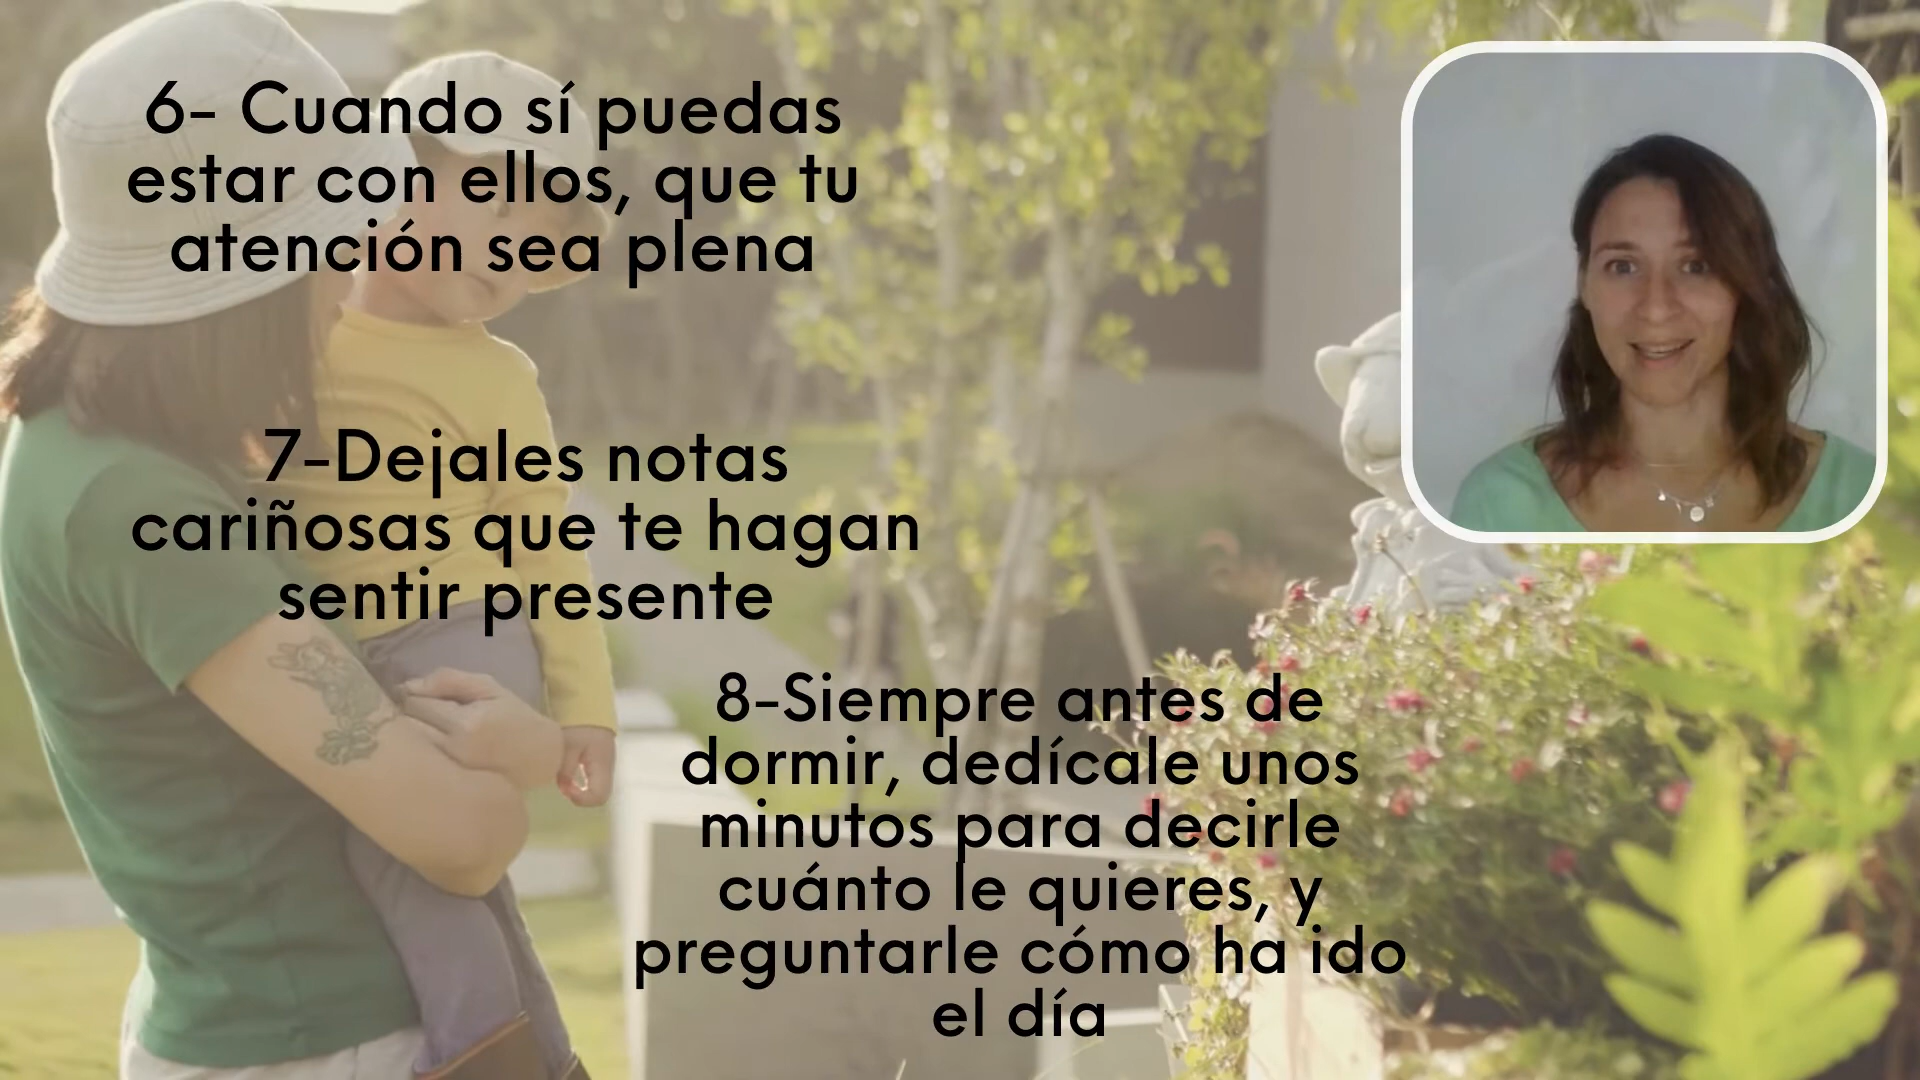 6- Cuando sí puedas
estar con ellos, que tu
atención sea plena
7-Dejales notas
cariñosas que te hagan
sentir presente
8-Siempre antes de
dormir, dedícale unos
minutos para decirle
cuánto le quieres, y
preguntarle cómo ha ido
el día